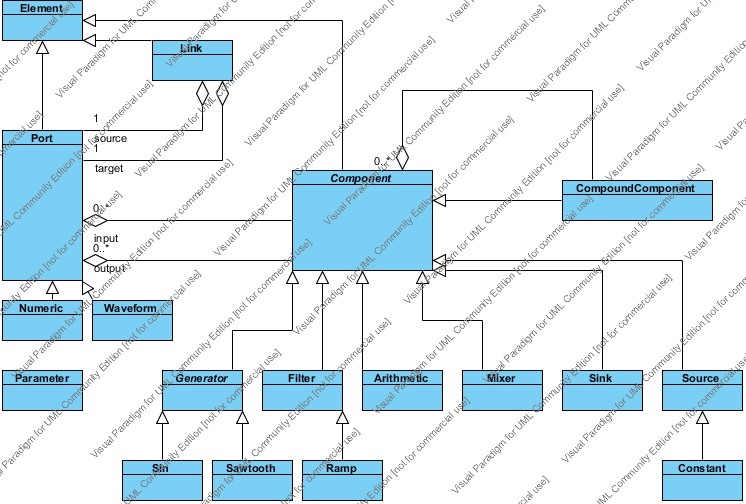 Element
Link
Port
1
source
1
target
0..*
Component
CompoundComponent
0..*
input
0..*
output
Numeric
Waveform
Parameter
Generator
Filter
Arithmetic
Mixer
Sink
Source
Sin
Sawtooth
Ramp
Constant
Visual Paradigm for UML Community Edition [not for commercial use]